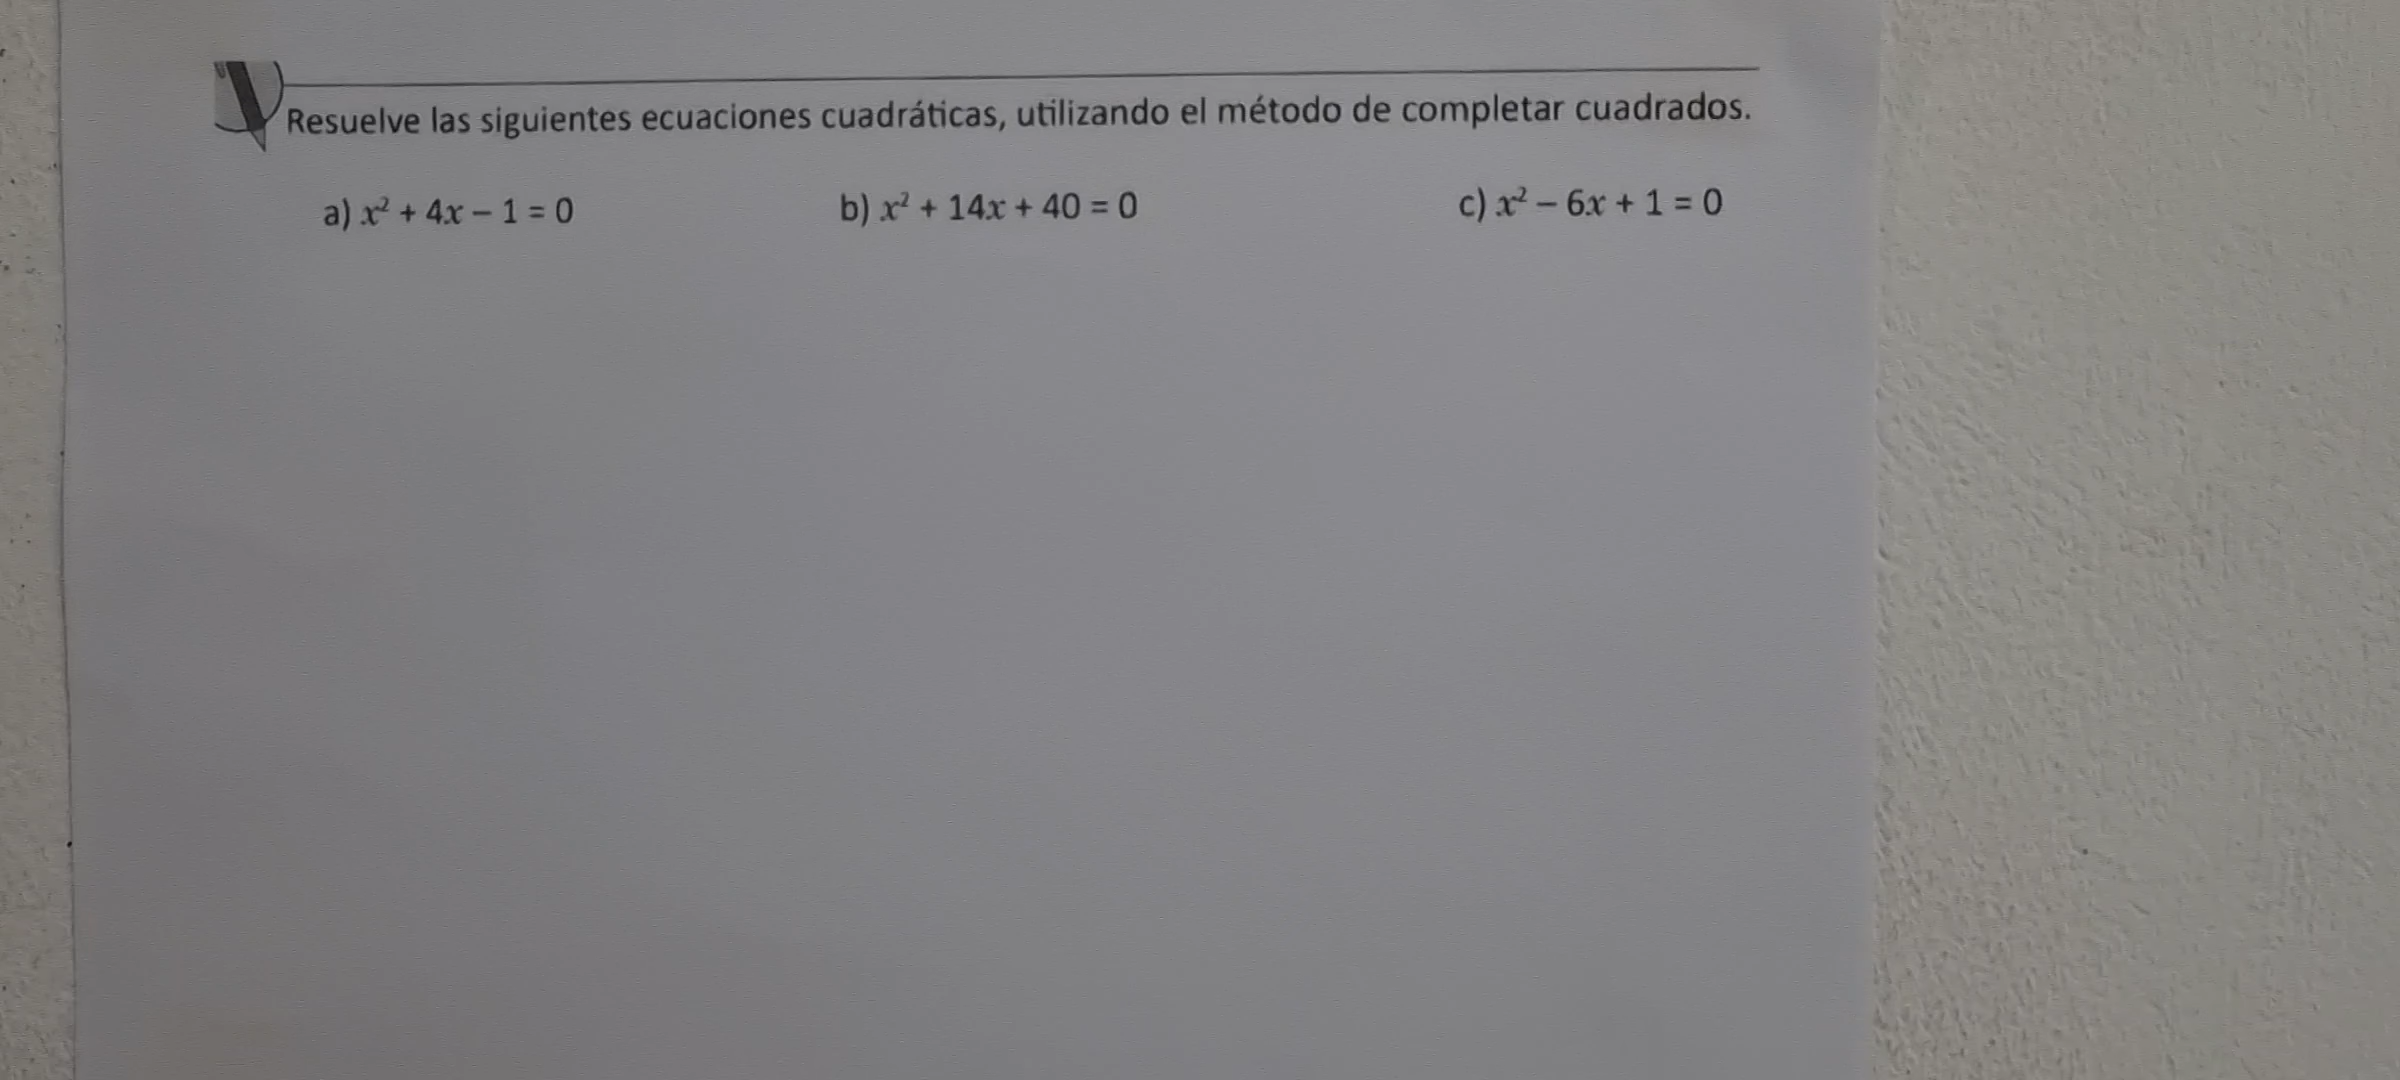 Resuelve las siguientes ecuaciones cuadráticas, utilizando el método de completar cuadrados.
a) x² + 4x – 1 = 0 b) x² + 14x + 40 = 0 c) x² – 6x + 1 = 0